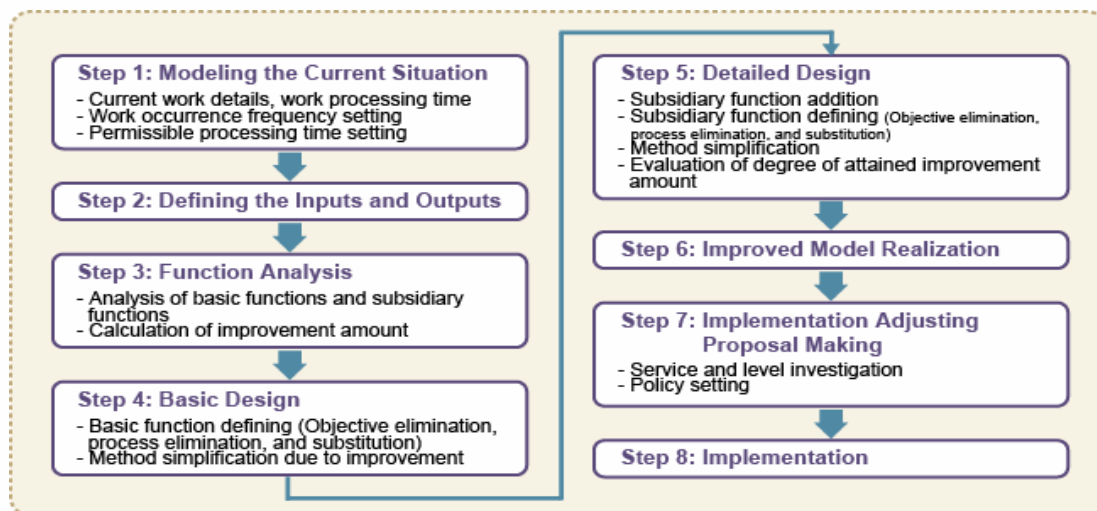 Step 1: Modeling the Current Situation
- Current work details, work processing time
- Work occurrence frequency setting
- Permissible processing time setting
Step 2: Defining the Inputs and Outputs
Step 3: Function Analysis
- Analysis of basic functions and subsidiary
functions
- Calculation of improvement amount
Step 4: Basic Design
- Basic function defining (Objective elimination,
process elimination, and substitution)
- Method simplification due to improvement
Step 5: Detailed Design
- Subsidiary function addition
- Subsidiary function defining (Objective elimination,
process elimination, and substitution)
- Method simplification
- Evaluation of degree of attained improvement
amount
Step 6: Improved Model Realization
Step 7: Implementation Adjusting
Proposal Making
- Service and level investigation
- Policy setting
Step 8: Implementation